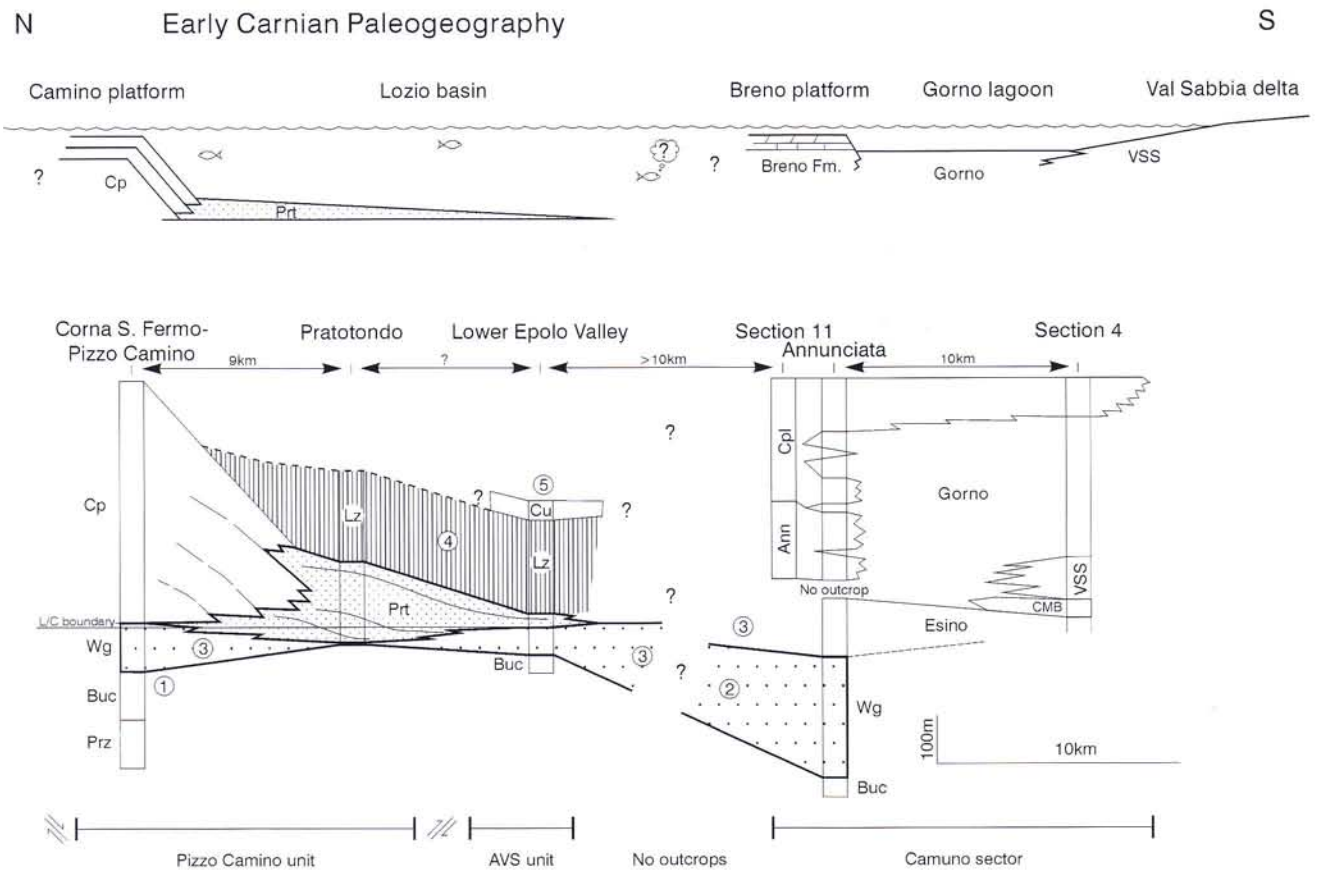 N Early Carnian Paleogeography S
Camino platform Lozio basin Breno platform Gorno lagoon Val Sabbia delta
? Cp Prt ? ? Breno Fm. Gorno VSS
Corna S. Fermo-
Pizzo Camino
Pratotondo Lower Epolo Valley Section 11
Annunciata
Section 4
9km ? >10km 10km
Cp Lz 4 ? 5 Cu ? Lz ? Cpl Gorno
Ann
No outcrop
VSS
CMB
Prt ? Esino
L/C boundary
Wg 3 3 3
Buc 1 Buc ? 2 Wg
Prz
100m 10km
Buc
Pizzo Camino unit AVS unit No outcrops Camuno sector